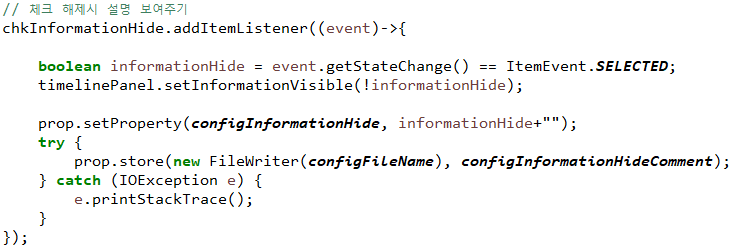 // 체크 해제시 설명 보여주기
chkInformationHide.addItemListener((event)->{
boolean informationHide = event.getStateChange() == ItemEvent.SELECTED;
timelinePanel.setInformationVisible(!informationHide);
prop.setProperty(configInformationHide, informationHide+"");
try {
prop.store(new FileWriter(configFileName), configInformationHideComment);
} catch (IOException e) {
e.printStackTrace();
}
});